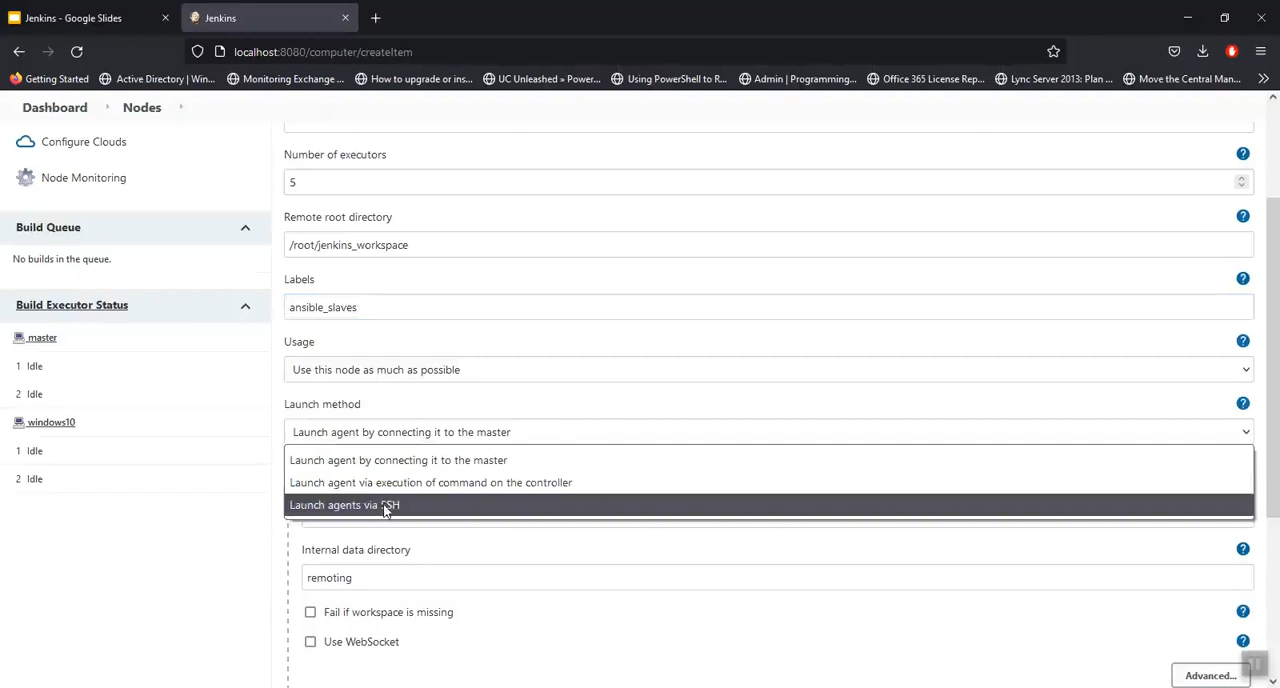 Jenkins - Google Slides
Jenkins
localhost:8080/computer/createItem
Getting Started
Active Directory | Win...
Monitoring Exchange ...
How to upgrade or ins...
UC Unleashed » Power...
Using PowerShell to R...
Admin | Programming...
Office 365 License Rep...
Lync Server 2013: Plan ...
Move the Central Man...
Dashboard
Nodes
Configure Clouds
Node Monitoring
Build Queue
No builds in the queue.
Build Executor Status
master
1 Idle
2 Idle
windows10
1 Idle
2 Idle
Number of executors
5
Remote root directory
/root/jenkins_workspace
Labels
ansible_slaves
Usage
Use this node as much as possible
Launch method
Launch agent by connecting it to the master
Launch agent by connecting it to the master
Launch agent via execution of command on the controller
Launch agents via SSH
Internal data directory
remoting
Fail if workspace is missing
Use WebSocket
Advanced...